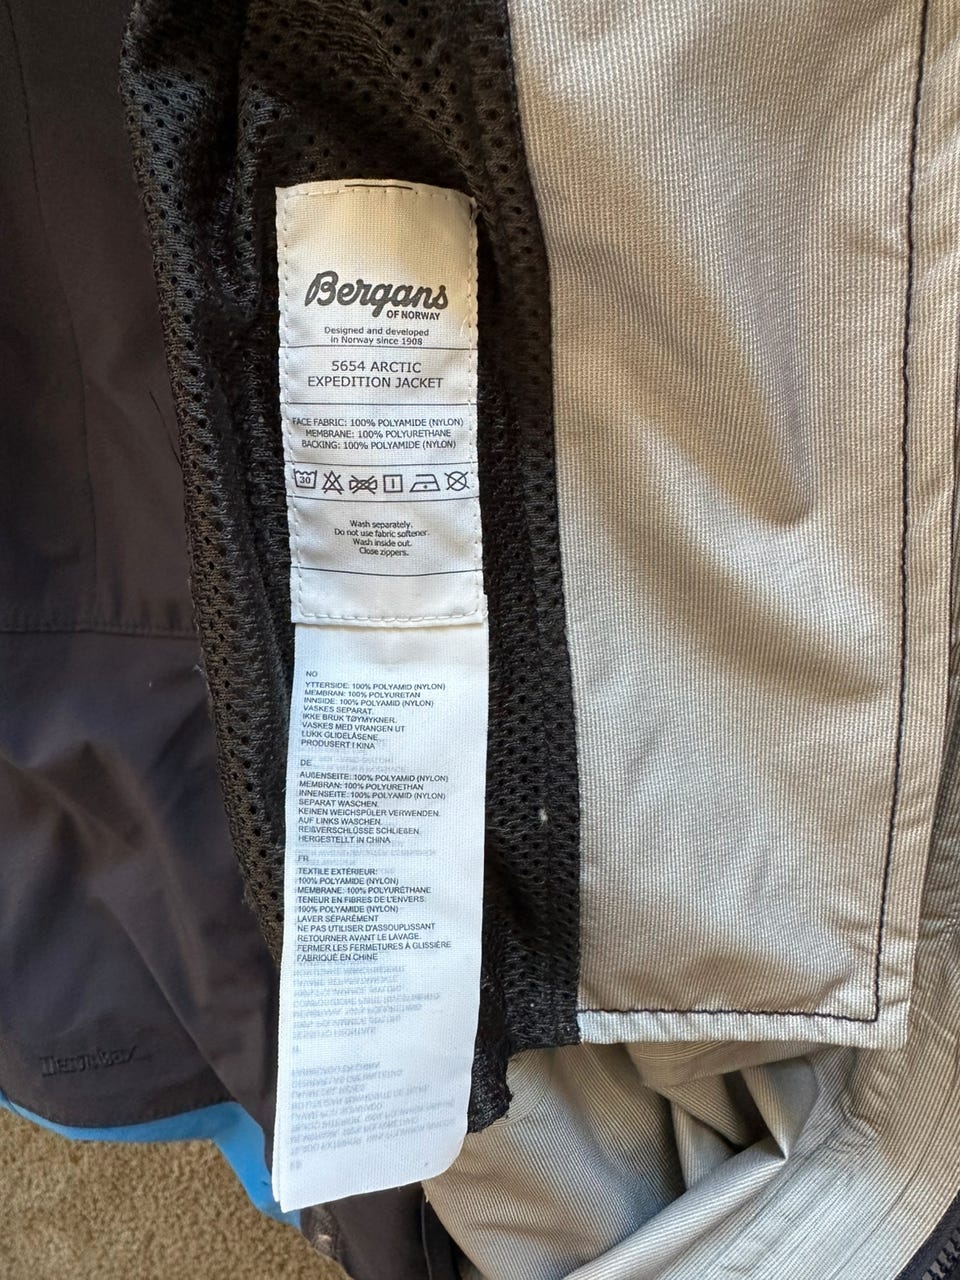 Bergans
OF NORWAY
Designed and developed
in Norway since 1908
5654 ARCTIC
EXPEDITION JACKET
FACE FABRIC: 100% POLYAMIDE (NYLON)
MEMBRANE: 100% POLYURETHANE
BACKING: 100% POLYAMIDE (NYLON)
30
Wash separately.
Do not use fabric softener.
Wash inside out.
Close zippers.
NO
YTTERSIDE: 100% POLYAMID (NYLON)
MEMBRAN: 100% POLYURETAN
INNSIDE: 100% POLYAMID (NYLON)
VASKES SEPARAT.
IKKE BRUK TØYMYKNER.
VASKES MED VRANGEN UT
LUKK GLIDELÅSENE
PRODUSERT I KINA
DE
AUßENSEITE: 100% POLYAMID (NYLON)
MEMBRAN: 100% POLYURETHAN
INNENSEITE: 100% POLYAMID (NYLON)
SEPARAT WASCHEN.
KEINEN WEICHSPÜLER VERWENDEN.
AUF LINKS WASCHEN.
REIßVERSCHLÜSSE SCHLIEßEN.
HERGESTELLT IN CHINA
FR
TEXTILE EXTÉRIEUR:
100% POLYAMIDE (NYLON)
MEMBRANE: 100% POLYURÉTHANE
TENEUR EN FIBRES DE L'ENVERS:
100% POLYAMIDE (NYLON)
LAVER SÉPARÉMENT
NE PAS UTILISER D'ASSOUPLISSANT
RETOURNER AVANT LE LAVAGE.
FERMER LES FERMETURES À GLISSIÈRE
FABRIQUÉ EN CHINE